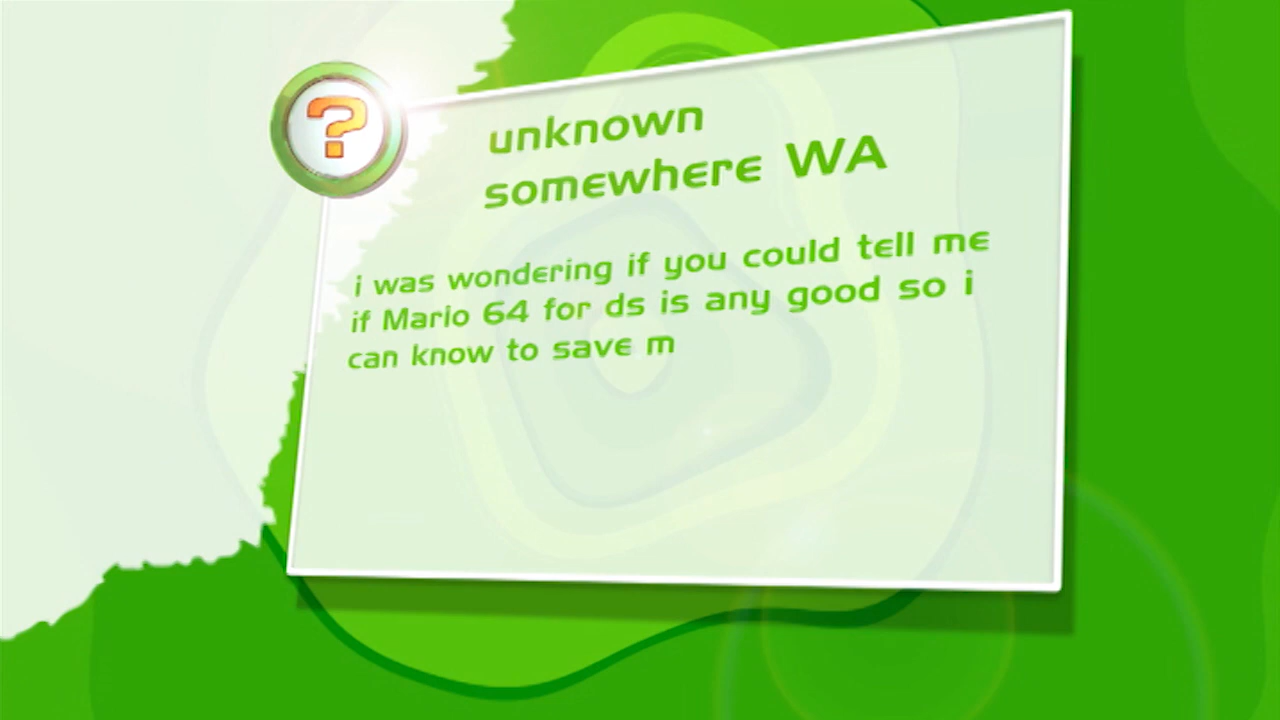 ?
unknown
somewhere WA
i was wondering if you could tell me
if Mario 64 for ds is any good so i
can know to save m